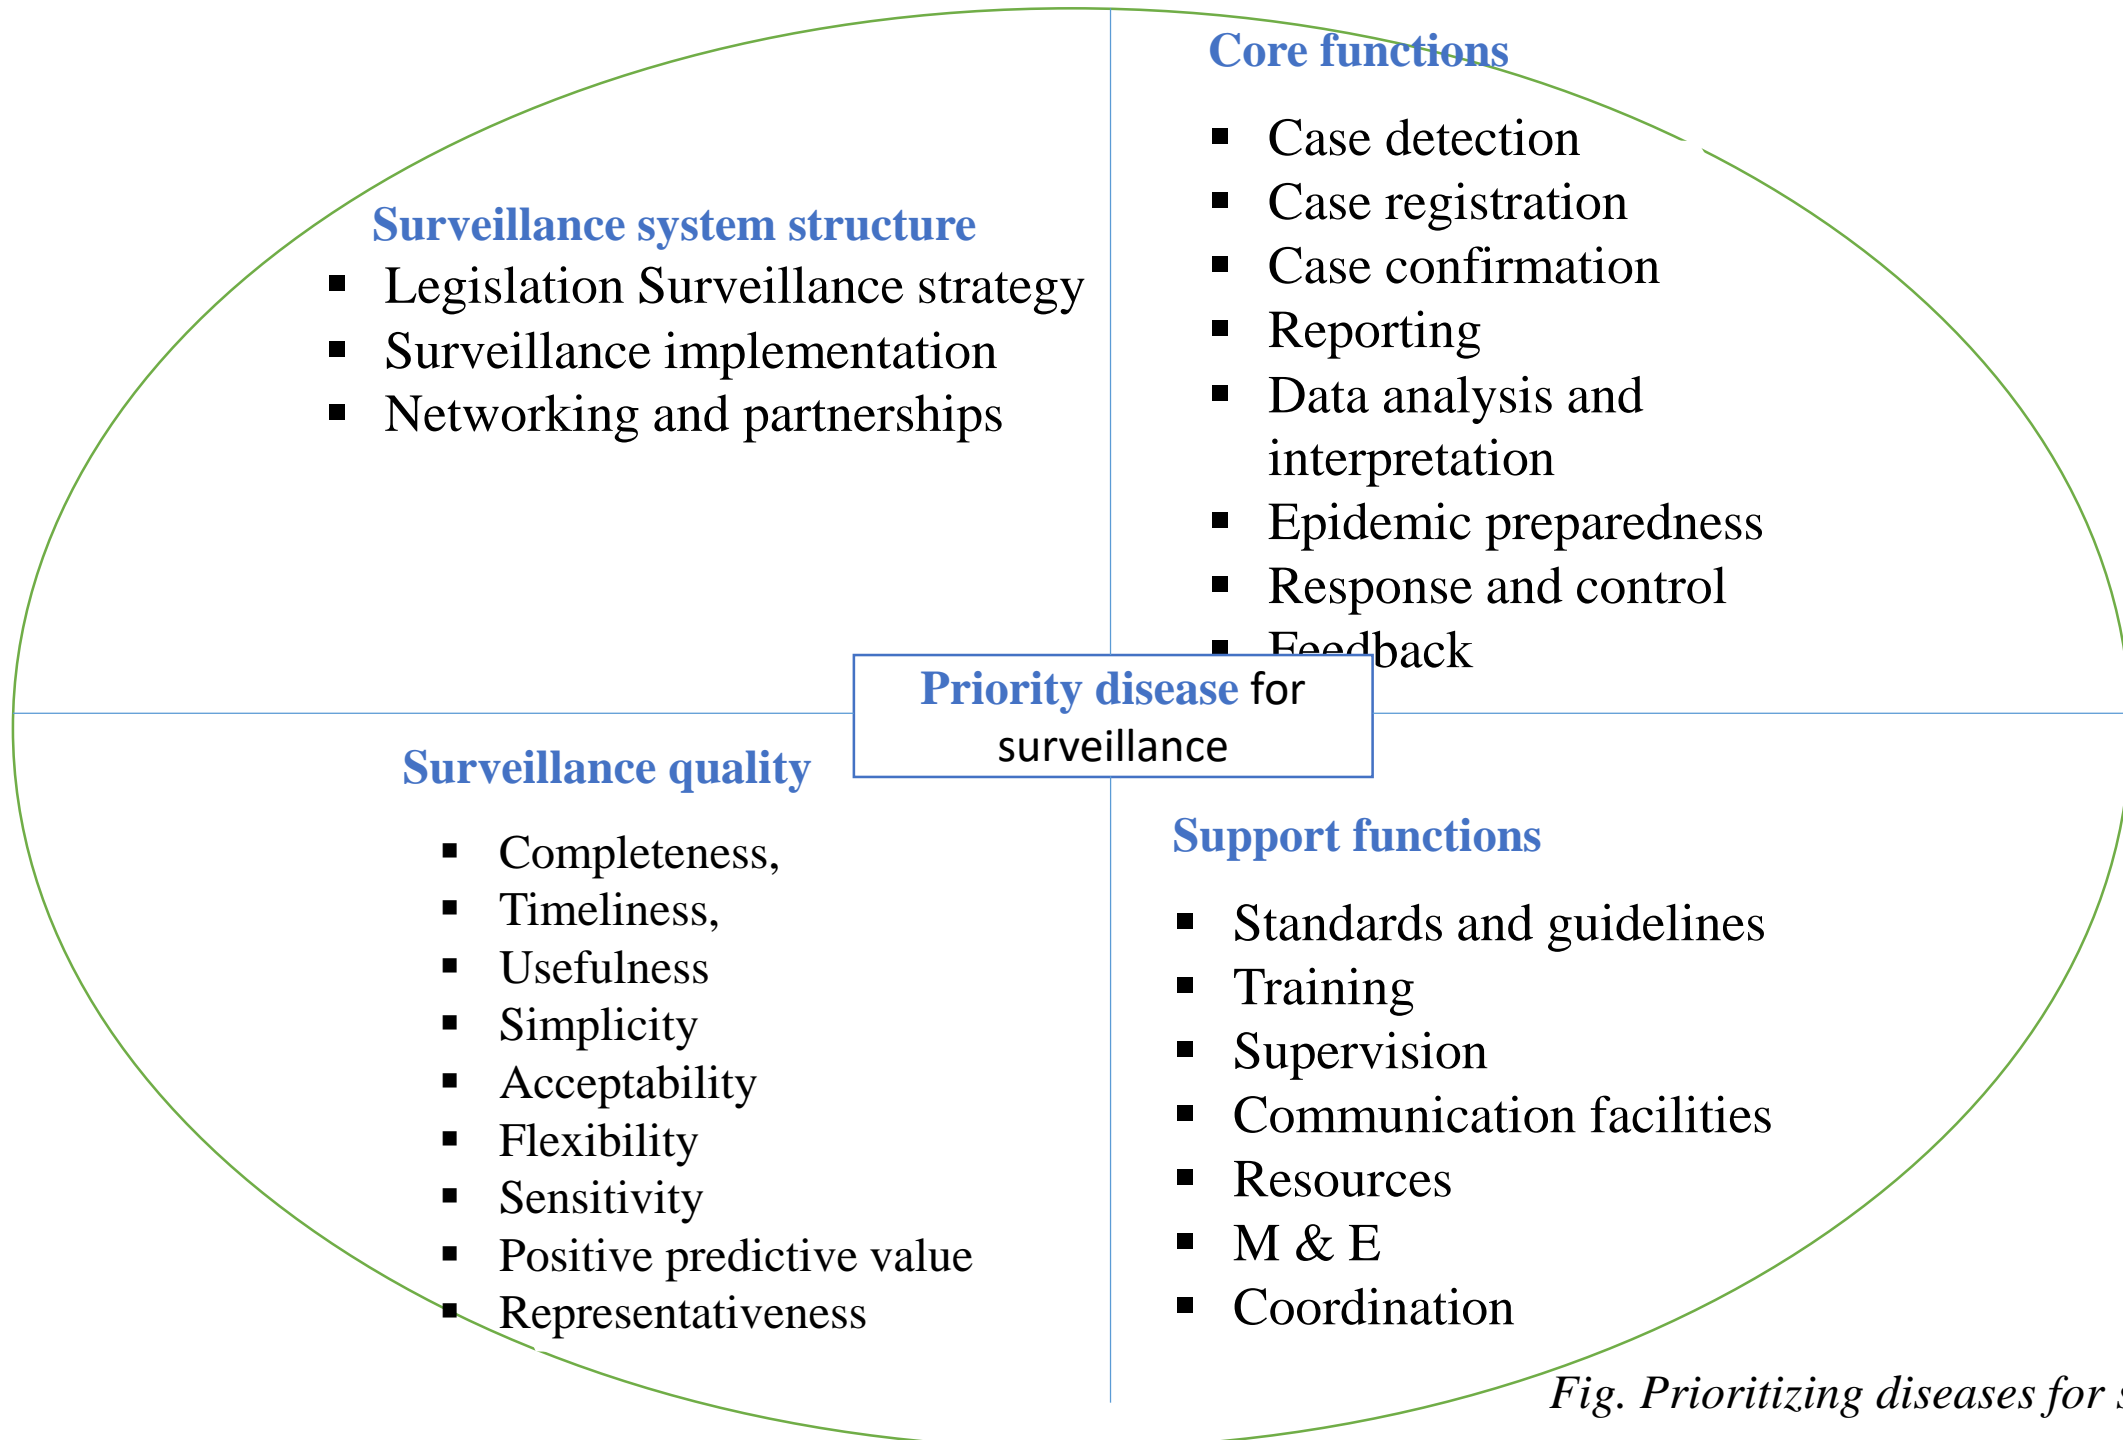 Surveillance system structure
▪ Legislation Surveillance strategy
▪ Surveillance implementation
▪ Networking and partnerships
Core functions
▪ Case detection
▪ Case registration
▪ Case confirmation
▪ Reporting
▪ Data analysis and
interpretation
▪ Epidemic preparedness
▪ Response and control
▪ Feedback
Priority disease for
surveillance
Surveillance quality
▪ Completeness,
▪ Timeliness,
▪ Usefulness
▪ Simplicity
▪ Acceptability
▪ Flexibility
▪ Sensitivity
▪ Positive predictive value
▪ Representativeness
Support functions
▪ Standards and guidelines
▪ Training
▪ Supervision
▪ Communication facilities
▪ Resources
▪ M & E
▪ Coordination
Fig. Prioritizing diseases for